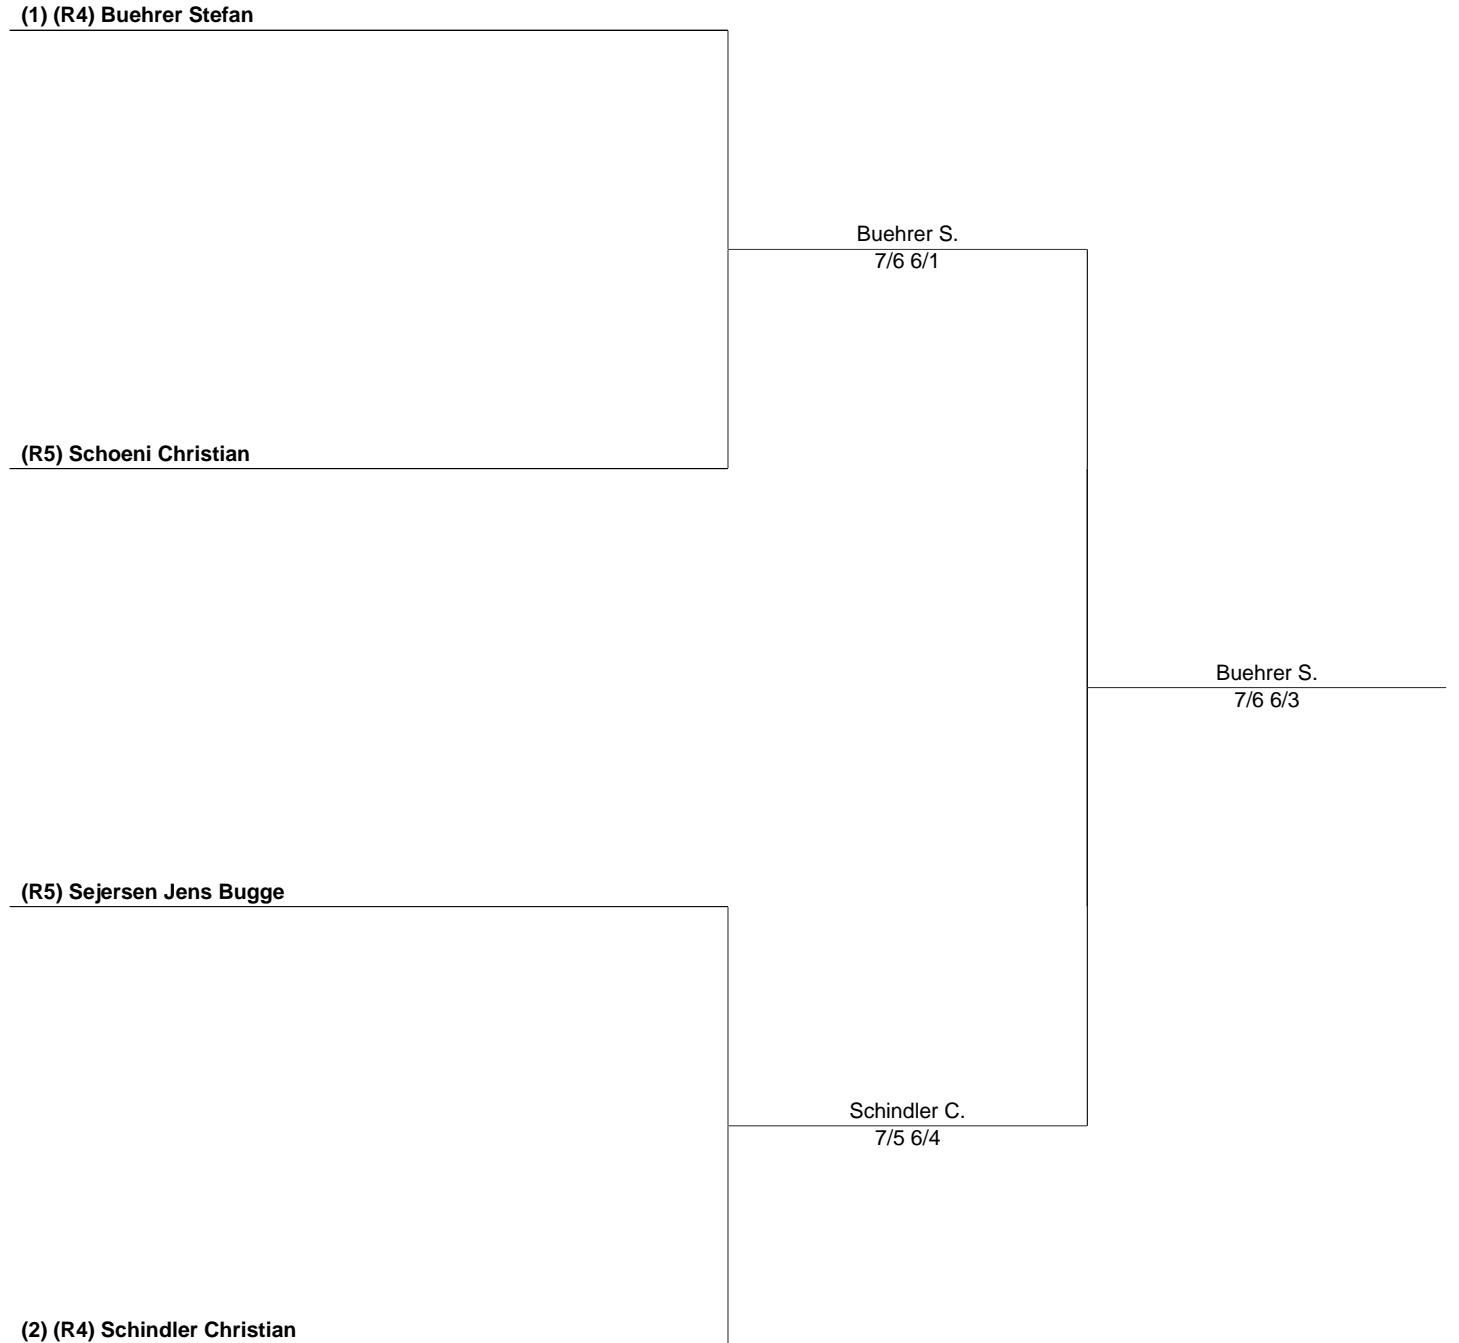 (1) (R4) Buehrer Stefan
Buehrer S.
7/6 6/1
(R5) Schoeni Christian
Buehrer S.
7/6 6/3
(R5) Sejersen Jens Bugge
Schindler C.
7/5 6/4
(2) (R4) Schindler Christian